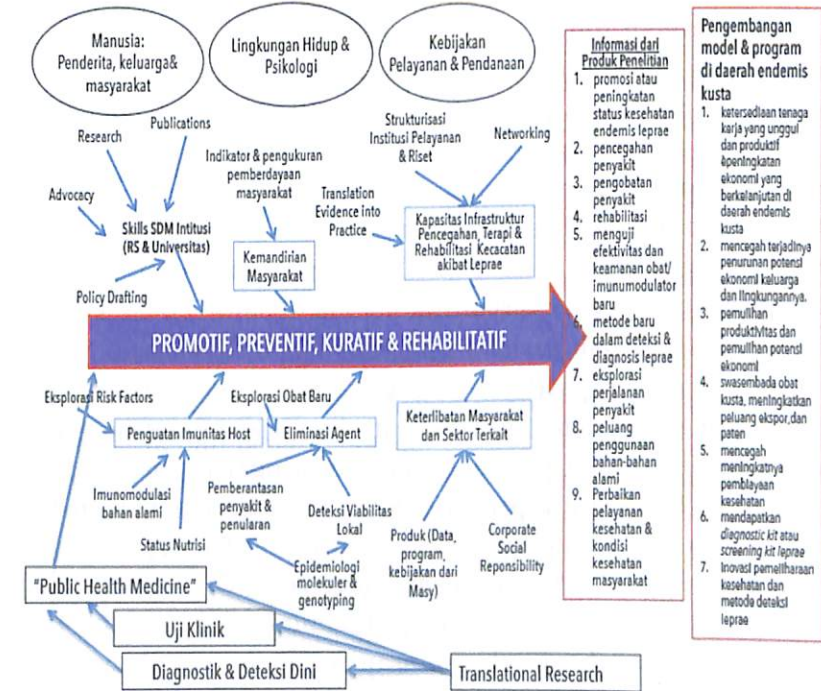 Manusia:
Penderita, keluarga&
masyarakat
Lingkungan Hidup &
Psikologi
Kebijakan
Pelayanan & Pendanaan
Research
Publications
Advocacy
Skills SDM Intitusi
(RS & Universitas)
Policy Drafting
Indikator & pengukuran
pemberdayaan
masyarakat
Kemandirian
Masyarakat
Strukturisasi
Institusi Pelayanan
& Riset
Networking
Translation
Evidence into
Practice
Kapasitas Infrastruktur
Pencegahan, Terapi &
Rehabilitasi Kecacatan
akibat Leprae
PROMOTIF, PREVENTIF, KURATIF & REHABILITATIF
Eksplorasi Risk Factors
Penguatan Imunitas Host
Imunomodulasi
bahan alami
Status Nutrisi
Eksplorasi Obat Baru
Eliminasi Agent
Pemberantasan
penyakit &
penularan
Deteksi Viabilitas
Lokal
Epidemiologi
molekuler &
genotyping
Keterlibatan Masyarakat
dan Sektor Terkait
Produk (Data,
program,
kebijakan dari
Masy)
Corporate
Social
Reponsibility
"Public Health Medicine"
Uji Klinik
Diagnostik & Deteksi Dini
Translational Research
Informasi dari
Produk Penelitian
1. promosi atau
peningkatan
status kesehatan
endemis leprae
2. pencegahan
penyakit
3. pengobatan
penyakit
4. rehabilitasi
5. menguji
efektivitas dan
keamanan obat/
imunumodulator
baru
6. metode baru
dalam deteksi &
diagnosis leprae
7. eksplorasi
perjalanan
penyakit
8. peluang
penggunaan
bahan-bahan
alami
9. Perbaikan
pelayanan
kesehatan &
kondisi
kesehatan
masyarakat
Pengembangan
model & program
di daerah endemis
kusta
1. ketersediaan tenaga
kerja yang unggul
dan produktif
èpeningkatan
ekonomi yang
berkelanjutan di
daerah endemis
kusta
2. mencegah terjadinya
penurunan potensi
ekonomi keluarga
dan lingkungannya.
3. pemulihan
produktivitas dan
pemulihan potensi
ekonomi
4. swasembada obat
kusta, meningkatkan
peluang ekspor,dan
paten
5. mencegah
meningkatnya
pembiayaan
kesehatan
6. mendapatkan
diagnostic kit atau
screening kit leprae
7. Inovasi pemeliharaan
kesehatan dan
metode deteksi
leprae